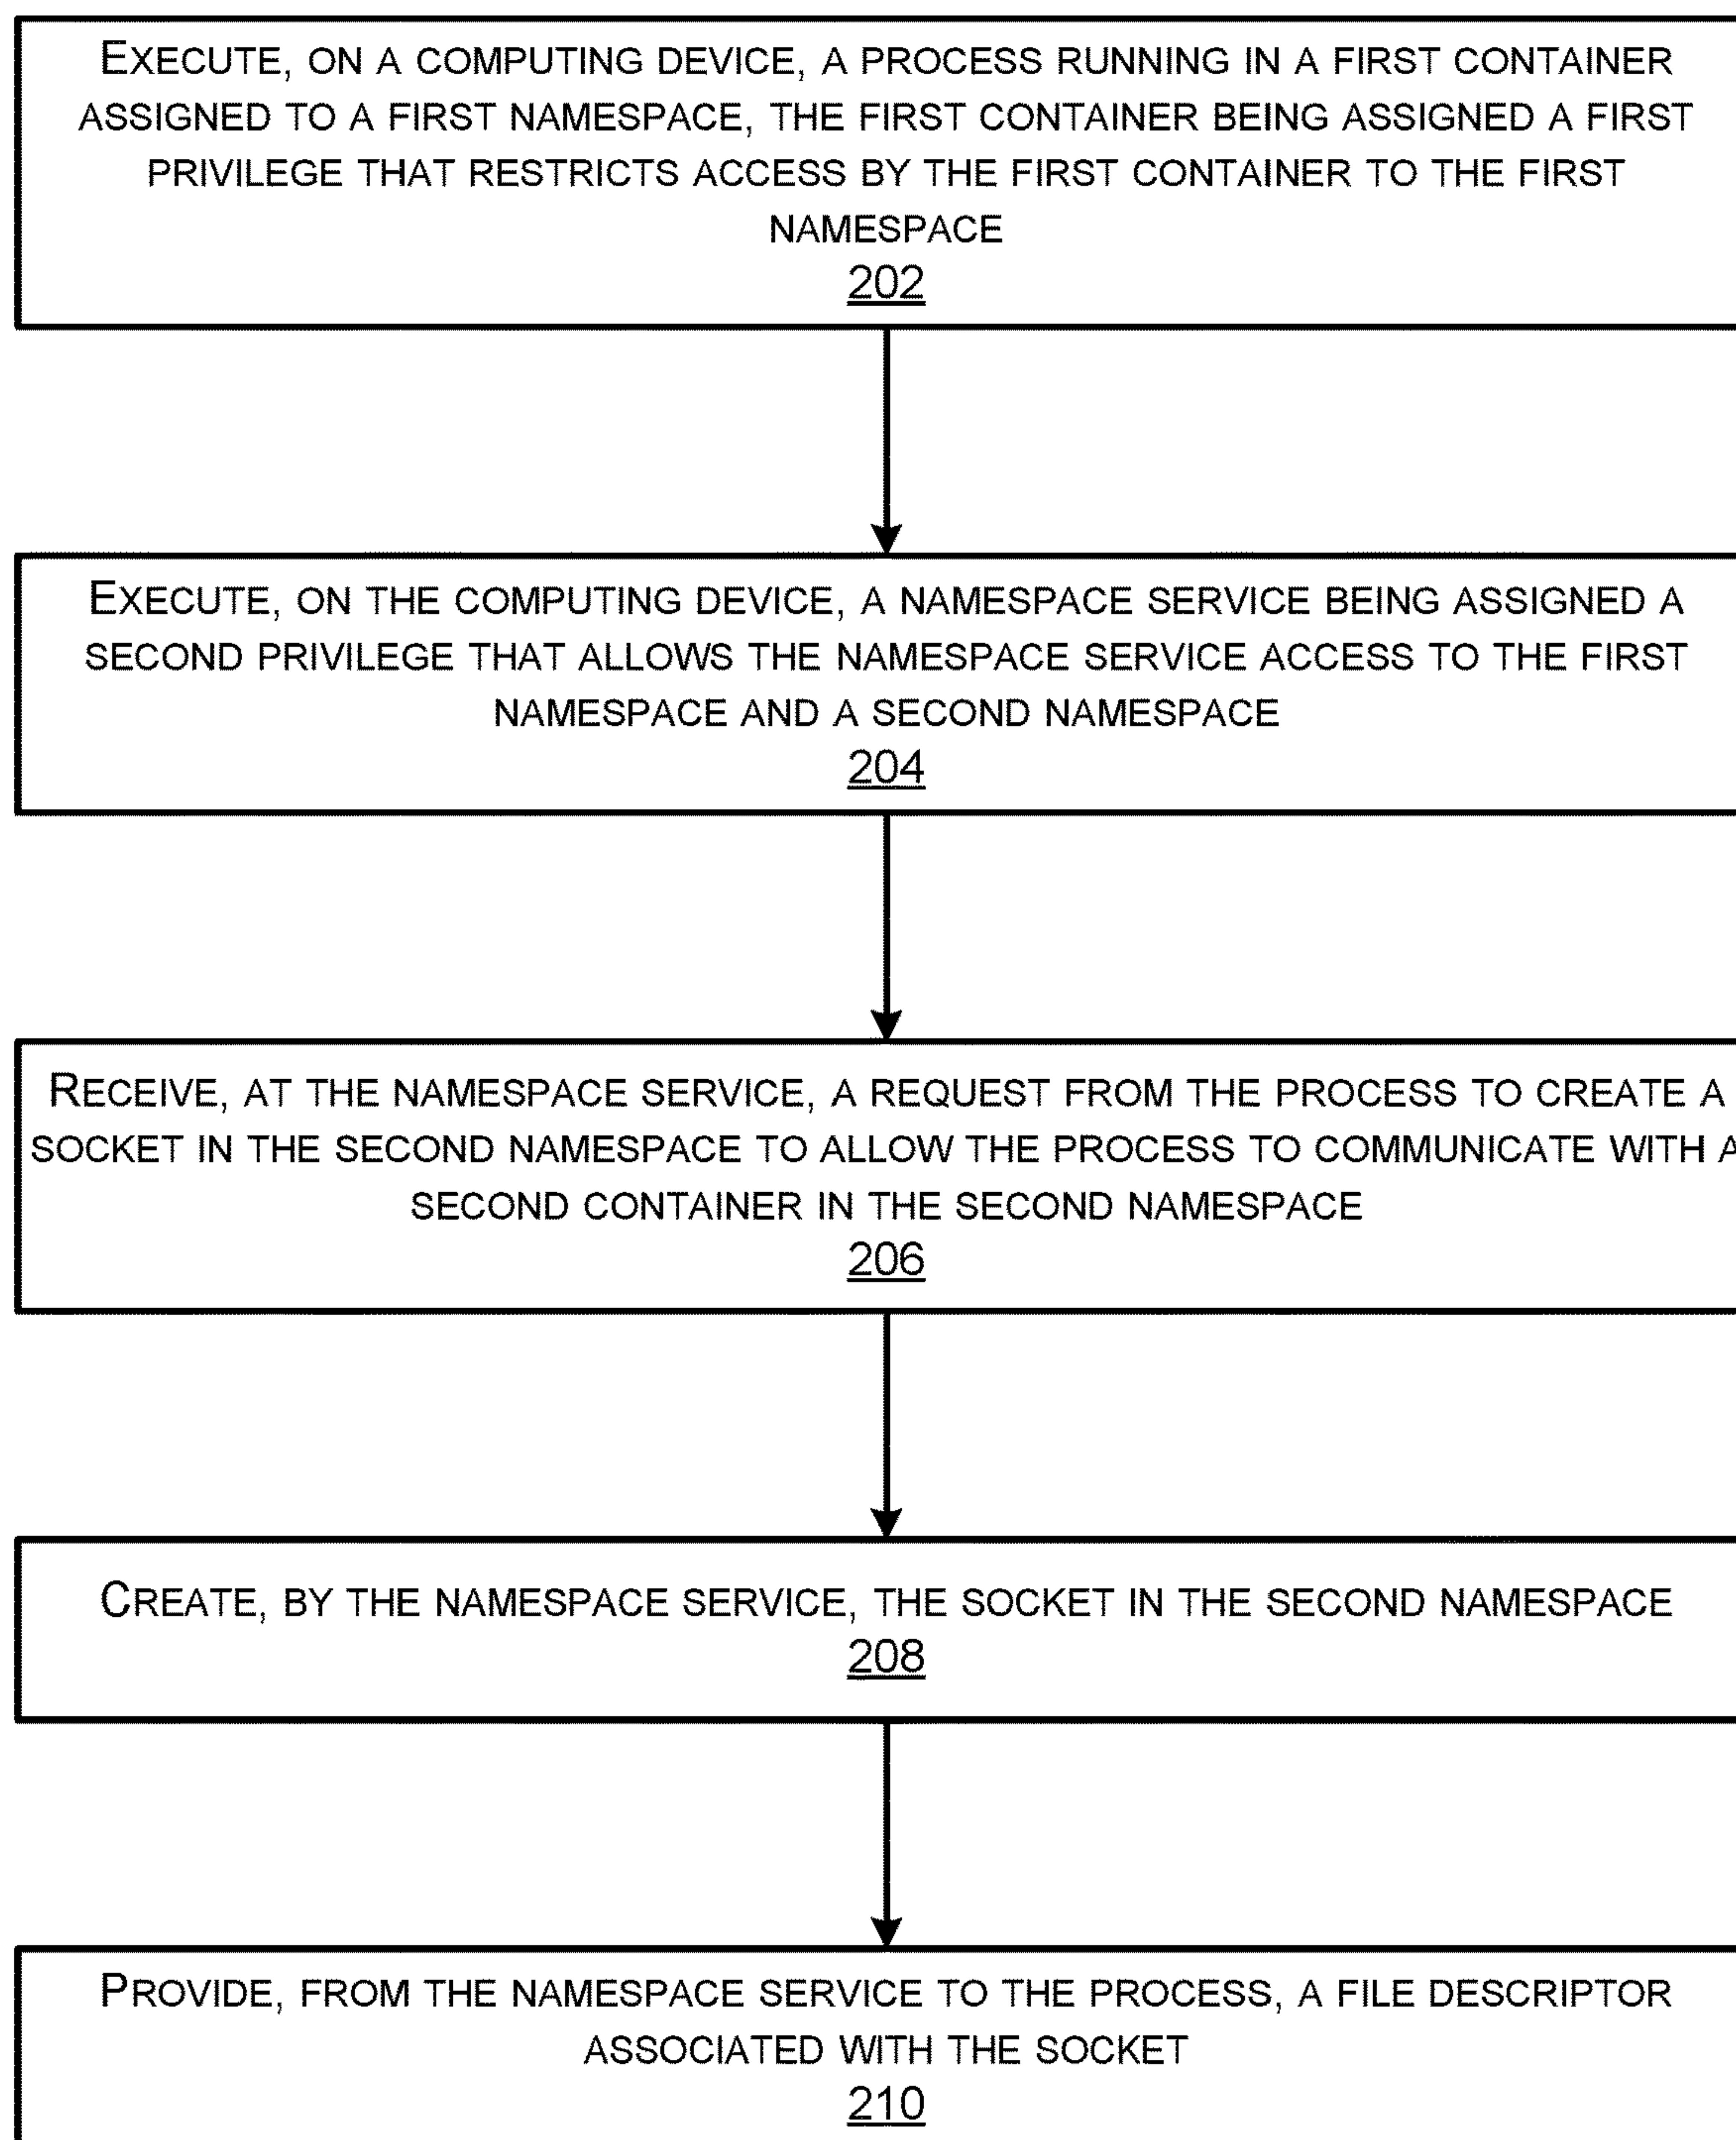 EXECUTE, ON A COMPUTING DEVICE, A PROCESS RUNNING IN A FIRST CONTAINER
ASSIGNED TO A FIRST NAMESPACE, THE FIRST CONTAINER BEING ASSIGNED A FIRST
PRIVILEGE THAT RESTRICTS ACCESS BY THE FIRST CONTAINER TO THE FIRST
NAMESPACE
202
EXECUTE, ON THE COMPUTING DEVICE, A NAMESPACE SERVICE BEING ASSIGNED A
SECOND PRIVILEGE THAT ALLOWS THE NAMESPACE SERVICE ACCESS TO THE FIRST
NAMESPACE AND A SECOND NAMESPACE
204
RECEIVE, AT THE NAMESPACE SERVICE, A REQUEST FROM THE PROCESS TO CREATE A
SOCKET IN THE SECOND NAMESPACE TO ALLOW THE PROCESS TO COMMUNICATE WITH A
SECOND CONTAINER IN THE SECOND NAMESPACE
206
CREATE, BY THE NAMESPACE SERVICE, THE SOCKET IN THE SECOND NAMESPACE
208
PROVIDE, FROM THE NAMESPACE SERVICE TO THE PROCESS, A FILE DESCRIPTOR
ASSOCIATED WITH THE SOCKET
210